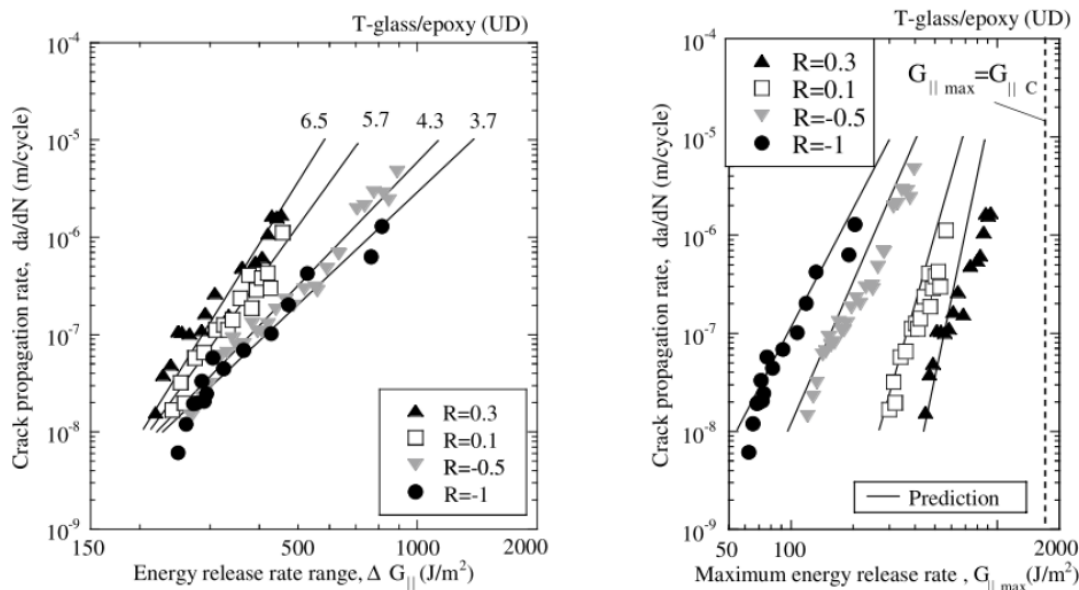 T-glass/epoxy (UD)
10⁻⁴
10⁻⁵
10⁻⁶
10⁻⁷
10⁻⁸
10⁻⁹
Crack propagation rate, da/dN (m/cycle)
6.5 5.7 4.3 3.7
R=0.3
R=0.1
R=-0.5
R=-1
150 500 1000 2000
Energy release rate range, Δ G|| (J/m²)
T-glass/epoxy (UD)
10⁻⁴
10⁻⁵
10⁻⁶
10⁻⁷
10⁻⁸
10⁻⁹
Crack propagation rate, da/dN (m/cycle)
R=0.3
R=0.1
R=-0.5
R=-1
G|| max=G|| C
Prediction
50 100 1000 2000
Maximum energy release rate , G|| max (J/m²)